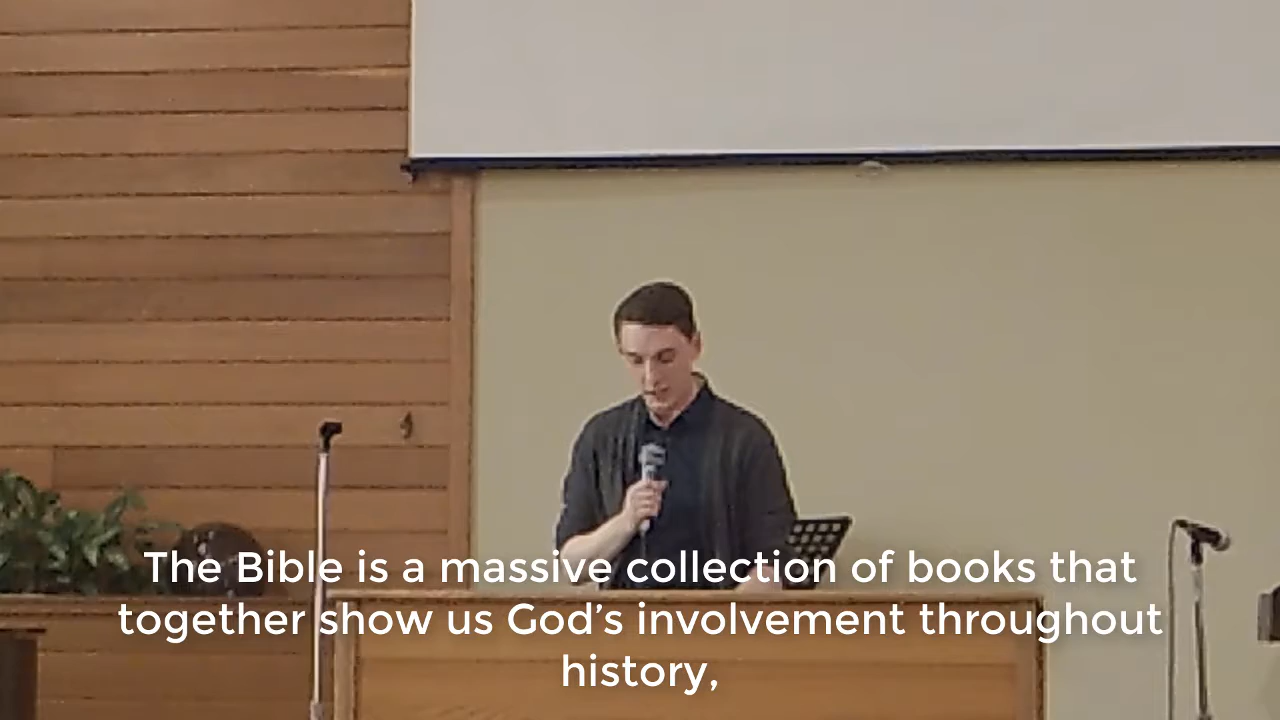 The Bible is a massive collection of books that
together show us God’s involvement throughout
history,